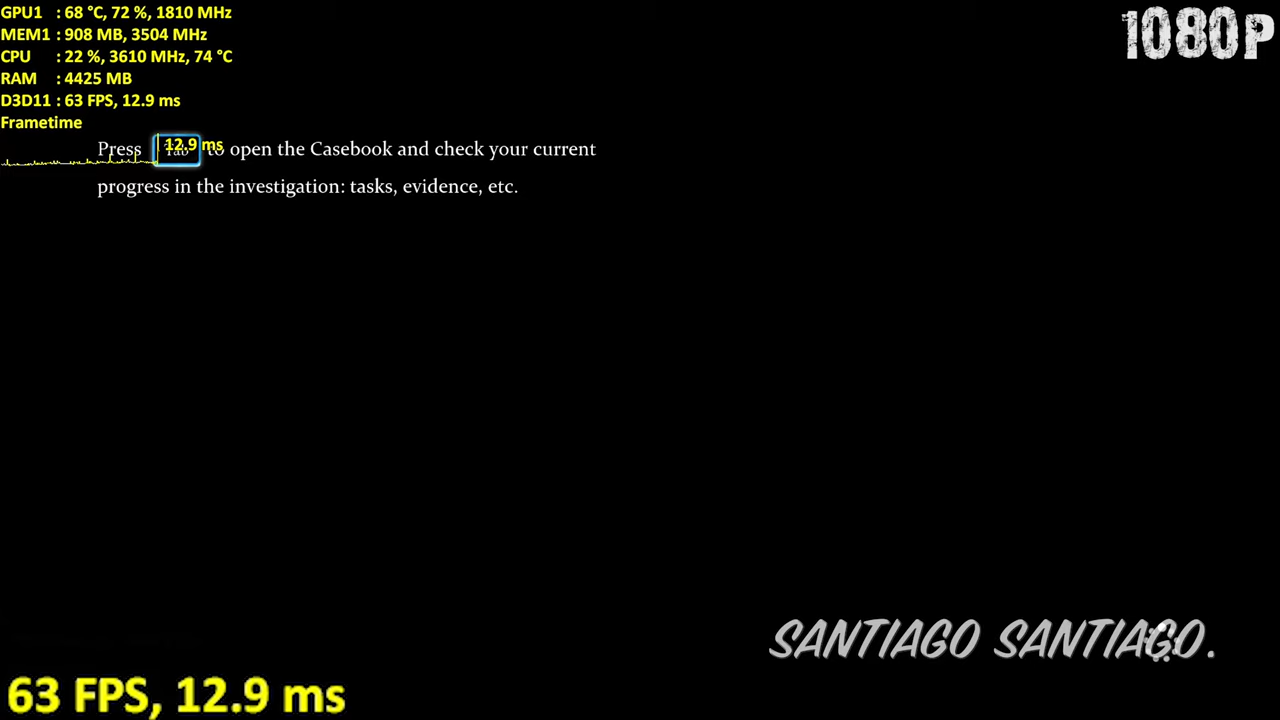 GPU1 : 68 °C, 72 %, 1810 MHz
1080P
MEM1 : 908 MB, 3504 MHz
CPU : 22 %, 3610 MHz, 74 °C
RAM : 4425 MB
D3D11 : 63 FPS, 12.9 ms
Frametime
12.9 ms
Press Tab to open the Casebook and check your current
progress in the investigation: tasks, evidence, etc.
SANTIAGO SANTIAGO.
63 FPS, 12.9 ms